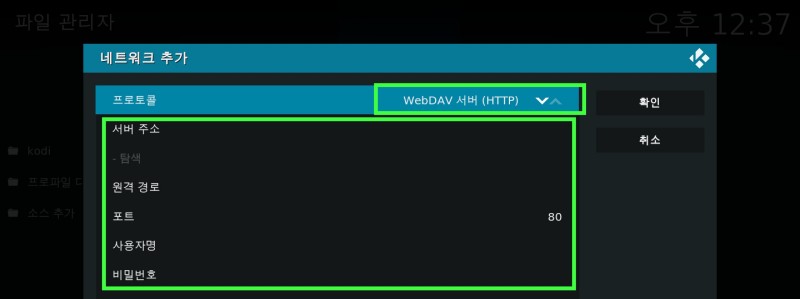 파일 관리자
오후 12:37
네트워크 추가
프로토콜 WebDAV 서버 (HTTP)
확인
서버 주소
취소
- 탐색
kodi
원격 경로
프로파일 디
소스 추가
포트 80
사용자명
비밀번호